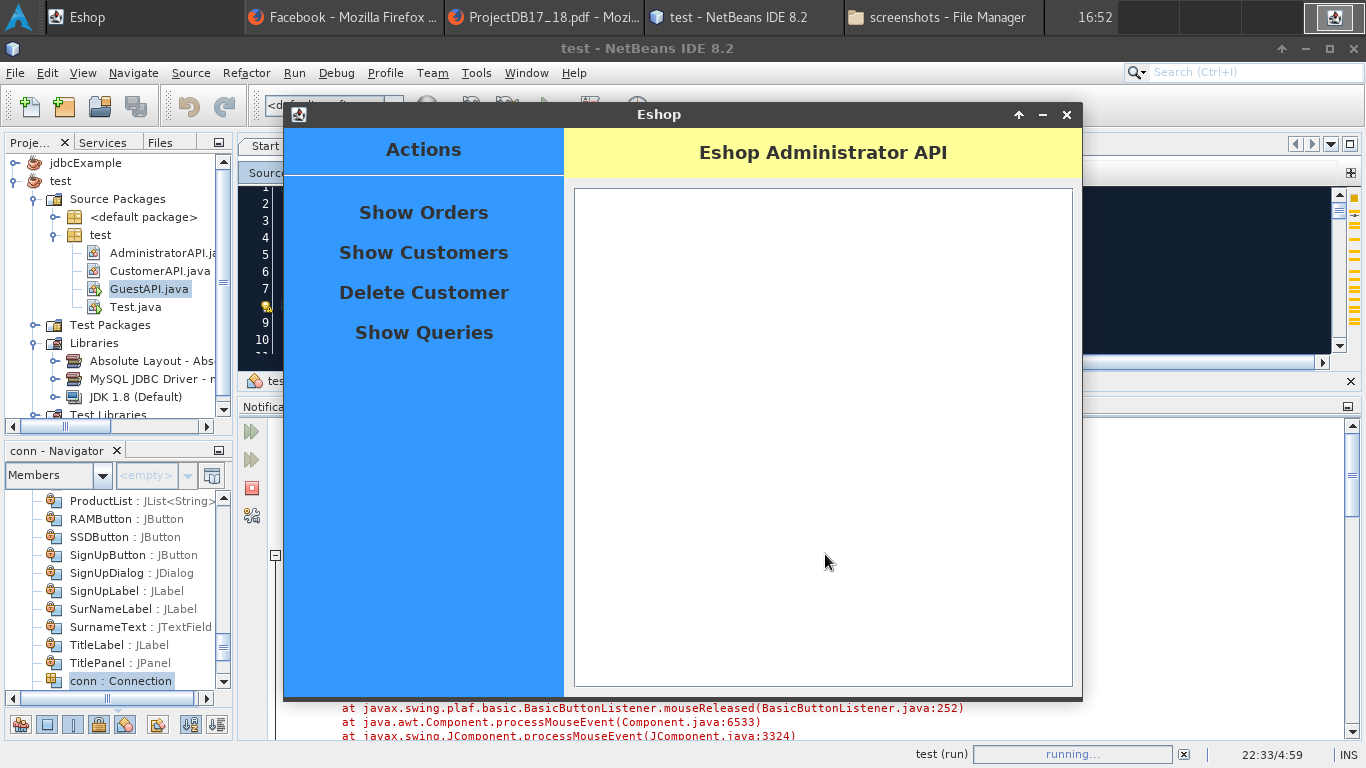 Eshop
Facebook - Mozilla Firefox ...
ProjectDB17_18.pdf - Mozi...
test - NetBeans IDE 8.2
screenshots - File Manager
16:52
test - NetBeans IDE 8.2
File Edit View Navigate Source Refactor Run Debug Profile Team Tools Window Help
Search (Ctrl+I)
Eshop
Proje... Services Files
Start
Actions
Eshop Administrator API
jdbcExample
Source
test
Source Packages
2
Show Orders
<default package>
3
test
4
AdministratorAPI.ja
5
Show Customers
CustomerAPI.java
6
GuestAPI.java
7
Delete Customer
Test.java
Test Packages
9
Show Queries
Libraries
10
Absolute Layout - Abs
MySQL JDBC Driver -
tes
JDK 1.8 (Default)
Test Libraries
Notifica
conn - Navigator
Members
<empty>
ProductList : JList<String>
RAMButton : JButton
SSDButton : JButton
SignUpButton : JButton
SignUpDialog : JDialog
SignUpLabel : JLabel
SurNameLabel : JLabel
SurnameText : JTextField
TitleLabel : JLabel
TitlePanel : JPanel
conn : Connection
at javax.swing.plaf.basic.BasicButtonListener.mouseReleased(BasicButtonListener.java:252)
at java.awt.Component.processMouseEvent(Component.java:6533)
at javax.swing.JComponent.processMouseEvent(JComponent.java:3324)
test (run)
running...
22:33/4:59
INS